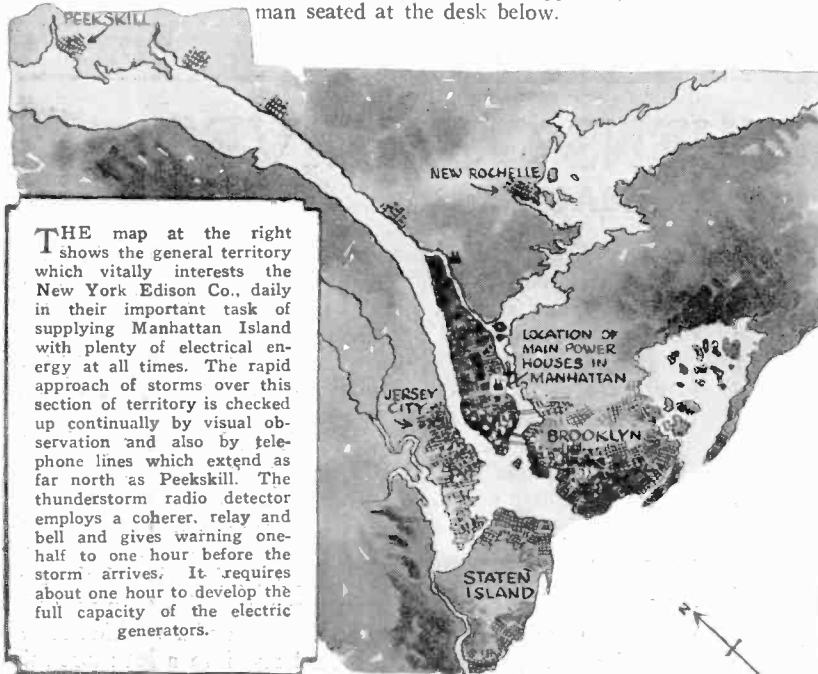 man seated at the desk below.
PEEKSKILL
NEW ROCHELLE
THE map at the right
shows the general territory
which vitally interests the
New York Edison Co., daily
in their important task of
supplying Manhattan Island
with plenty of electrical en-
ergy at all times. The rapid
approach of storms over this
section of territory is checked
up continually by visual ob-
servation and also by tele-
phone lines which extend as
far north as Peekskill. The
thunderstorm radio detector
employs a coherer, relay and
bell and gives warning one-
half to one hour before the
storm arrives. It requires
about one hour to develop the
full capacity of the electric
generators.
LOCATION OF
MAIN POWER
HOUSES IN
MANHATTAN
JERSEY
CITY
BROOKLYN
STATEN
ISLAND
N